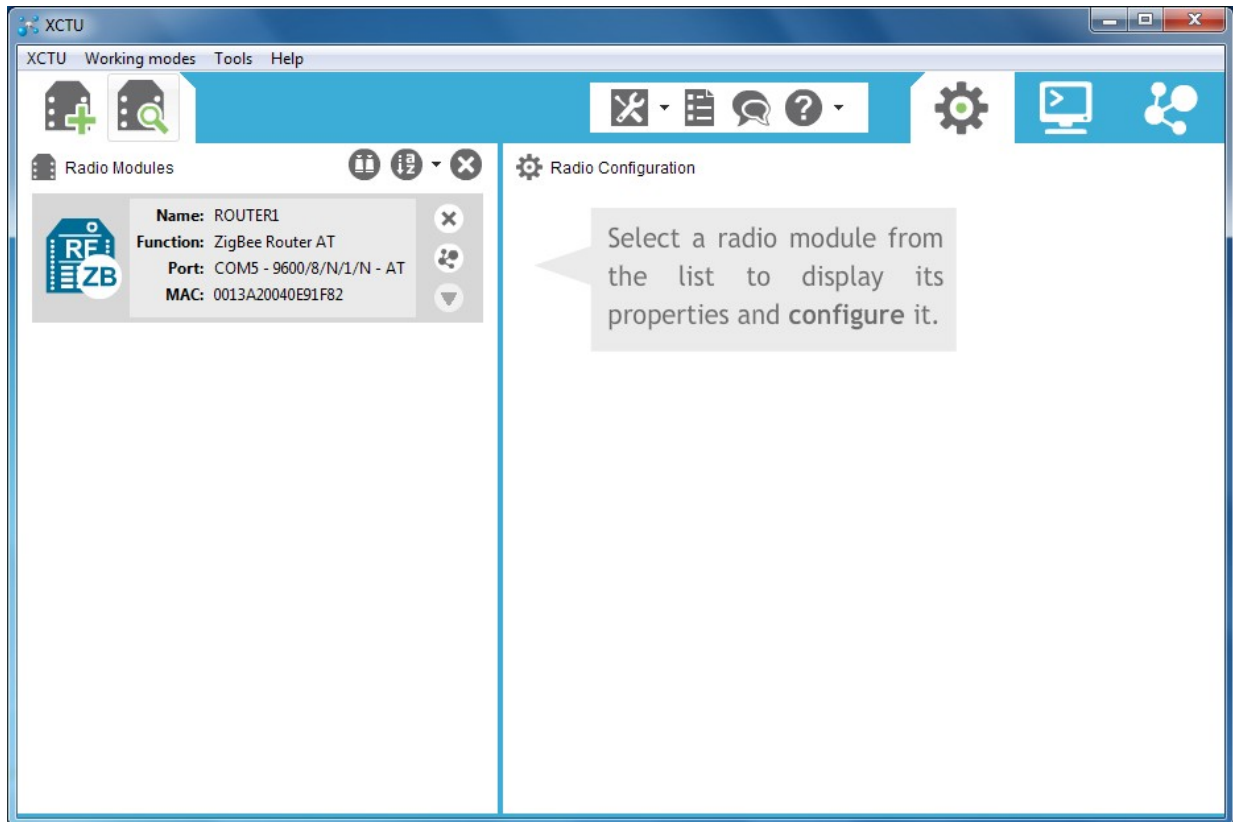 XCTU
XCTU Working modes Tools Help
Radio Modules
Radio Configuration
Name: ROUTER1
Function: ZigBee Router AT
Port: COM5 - 9600/8/N/1/N - AT
MAC: 0013A20040E91F82
RF
ZB
Select a radio module from
the list to display its
properties and configure it.